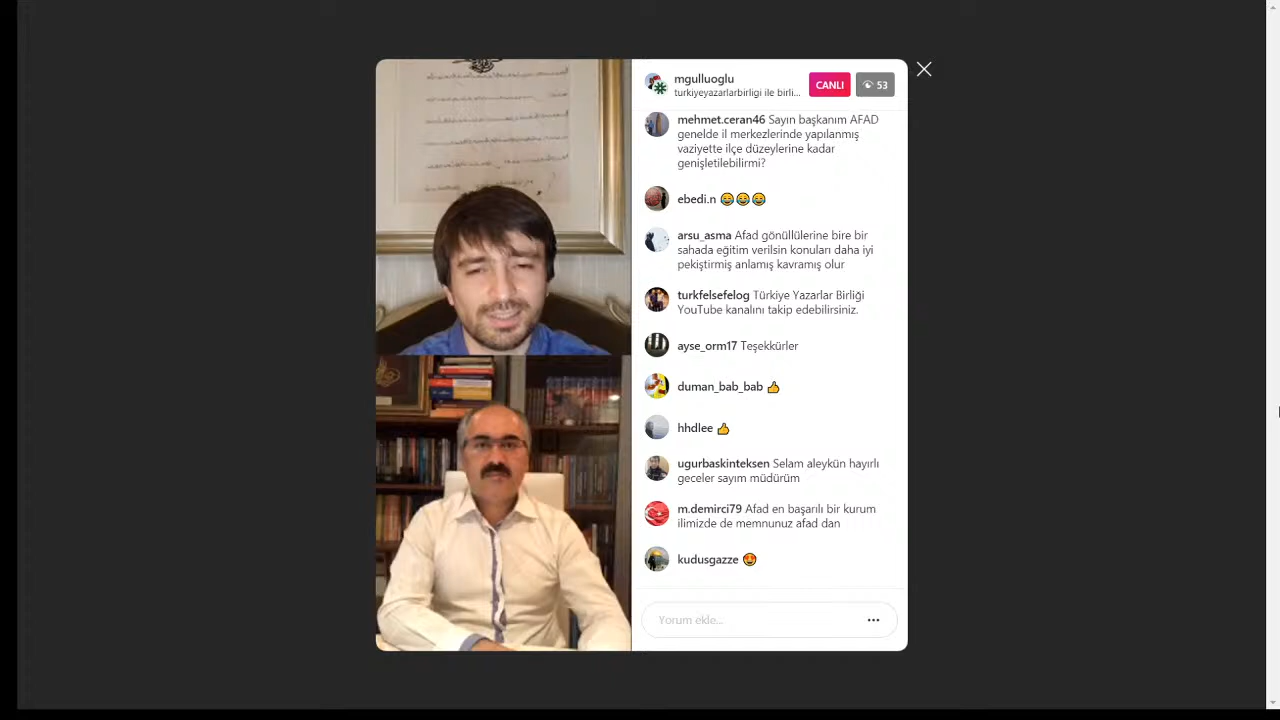 mgulluoglu
turkiyeyazarlarbirligi ile birli...
CANLI
53
mehmet.ceran46 Sayın başkanım AFAD
genelde il merkezlerinde yapılanmış
vaziyette ilçe düzeylerine kadar
genişletilebilirmi?
ebedi.n 😂😂😂
arsu_asma Afad gönüllülerine bire bir
sahada eğitim verilsin konuları daha iyi
pekiştirmiş anlamış kavramış olur
turkfelsefelog Türkiye Yazarlar Birliği
YouTube kanalını takip edebilirsiniz.
ayse_orm17 Teşekkürler
duman_bab_bab 👍
hhdlee 👍
ugurbaskinteksen Selam aleykün hayırlı
geceler sayım müdürüm
m.demirci79 Afad en başarılı bir kurum
ilimizde de memnunuz afad dan
kudusgazze 😍
Yorum ekle...